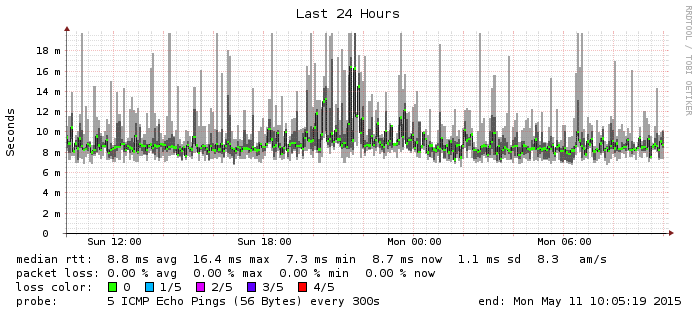 Last 24 Hours
RRDTOOL / TOBI OETIKER
Seconds
18 m
16 m
14 m
12 m
10 m
8 m
6 m
4 m
2 m
0
Sun 12:00 Sun 18:00 Mon 00:00 Mon 06:00
median rtt: 8.8 ms avg 16.4 ms max 7.3 ms min 8.7 ms now 1.1 ms sd 8.3 am/s
packet loss: 0.00 % avg 0.00 % max 0.00 % min 0.00 % now
loss color: 0 1/5 2/5 3/5 4/5
probe: 5 ICMP Echo Pings (56 Bytes) every 300s end: Mon May 11 10:05:19 2015